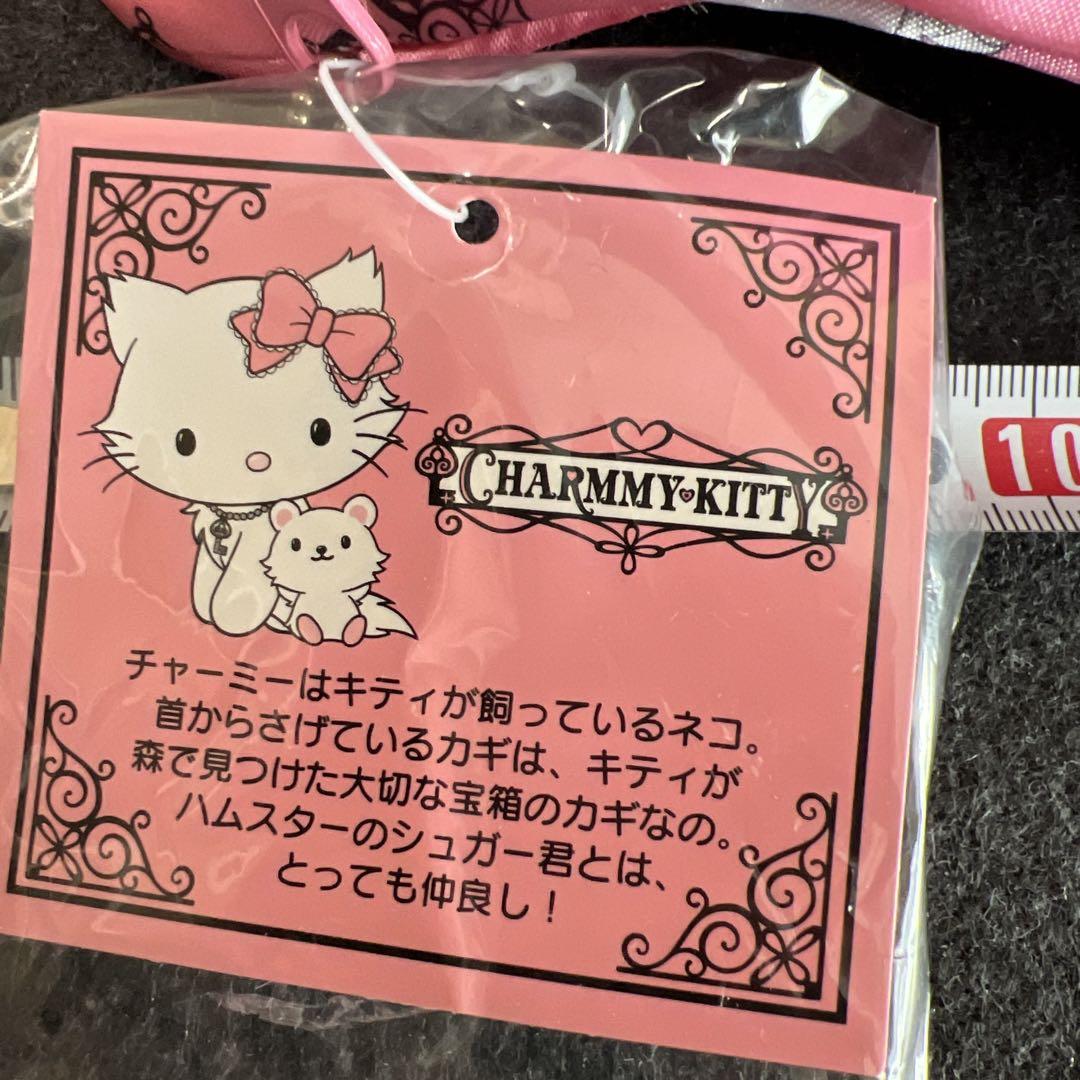 CHARMMY KITTY
チャーミーはキティが飼っているネコ。
首からさげているカギは、キティが
森で見つけた大切な宝箱のカギなの。
ハムスターのシュガー君とは、
とっても仲良し!
10